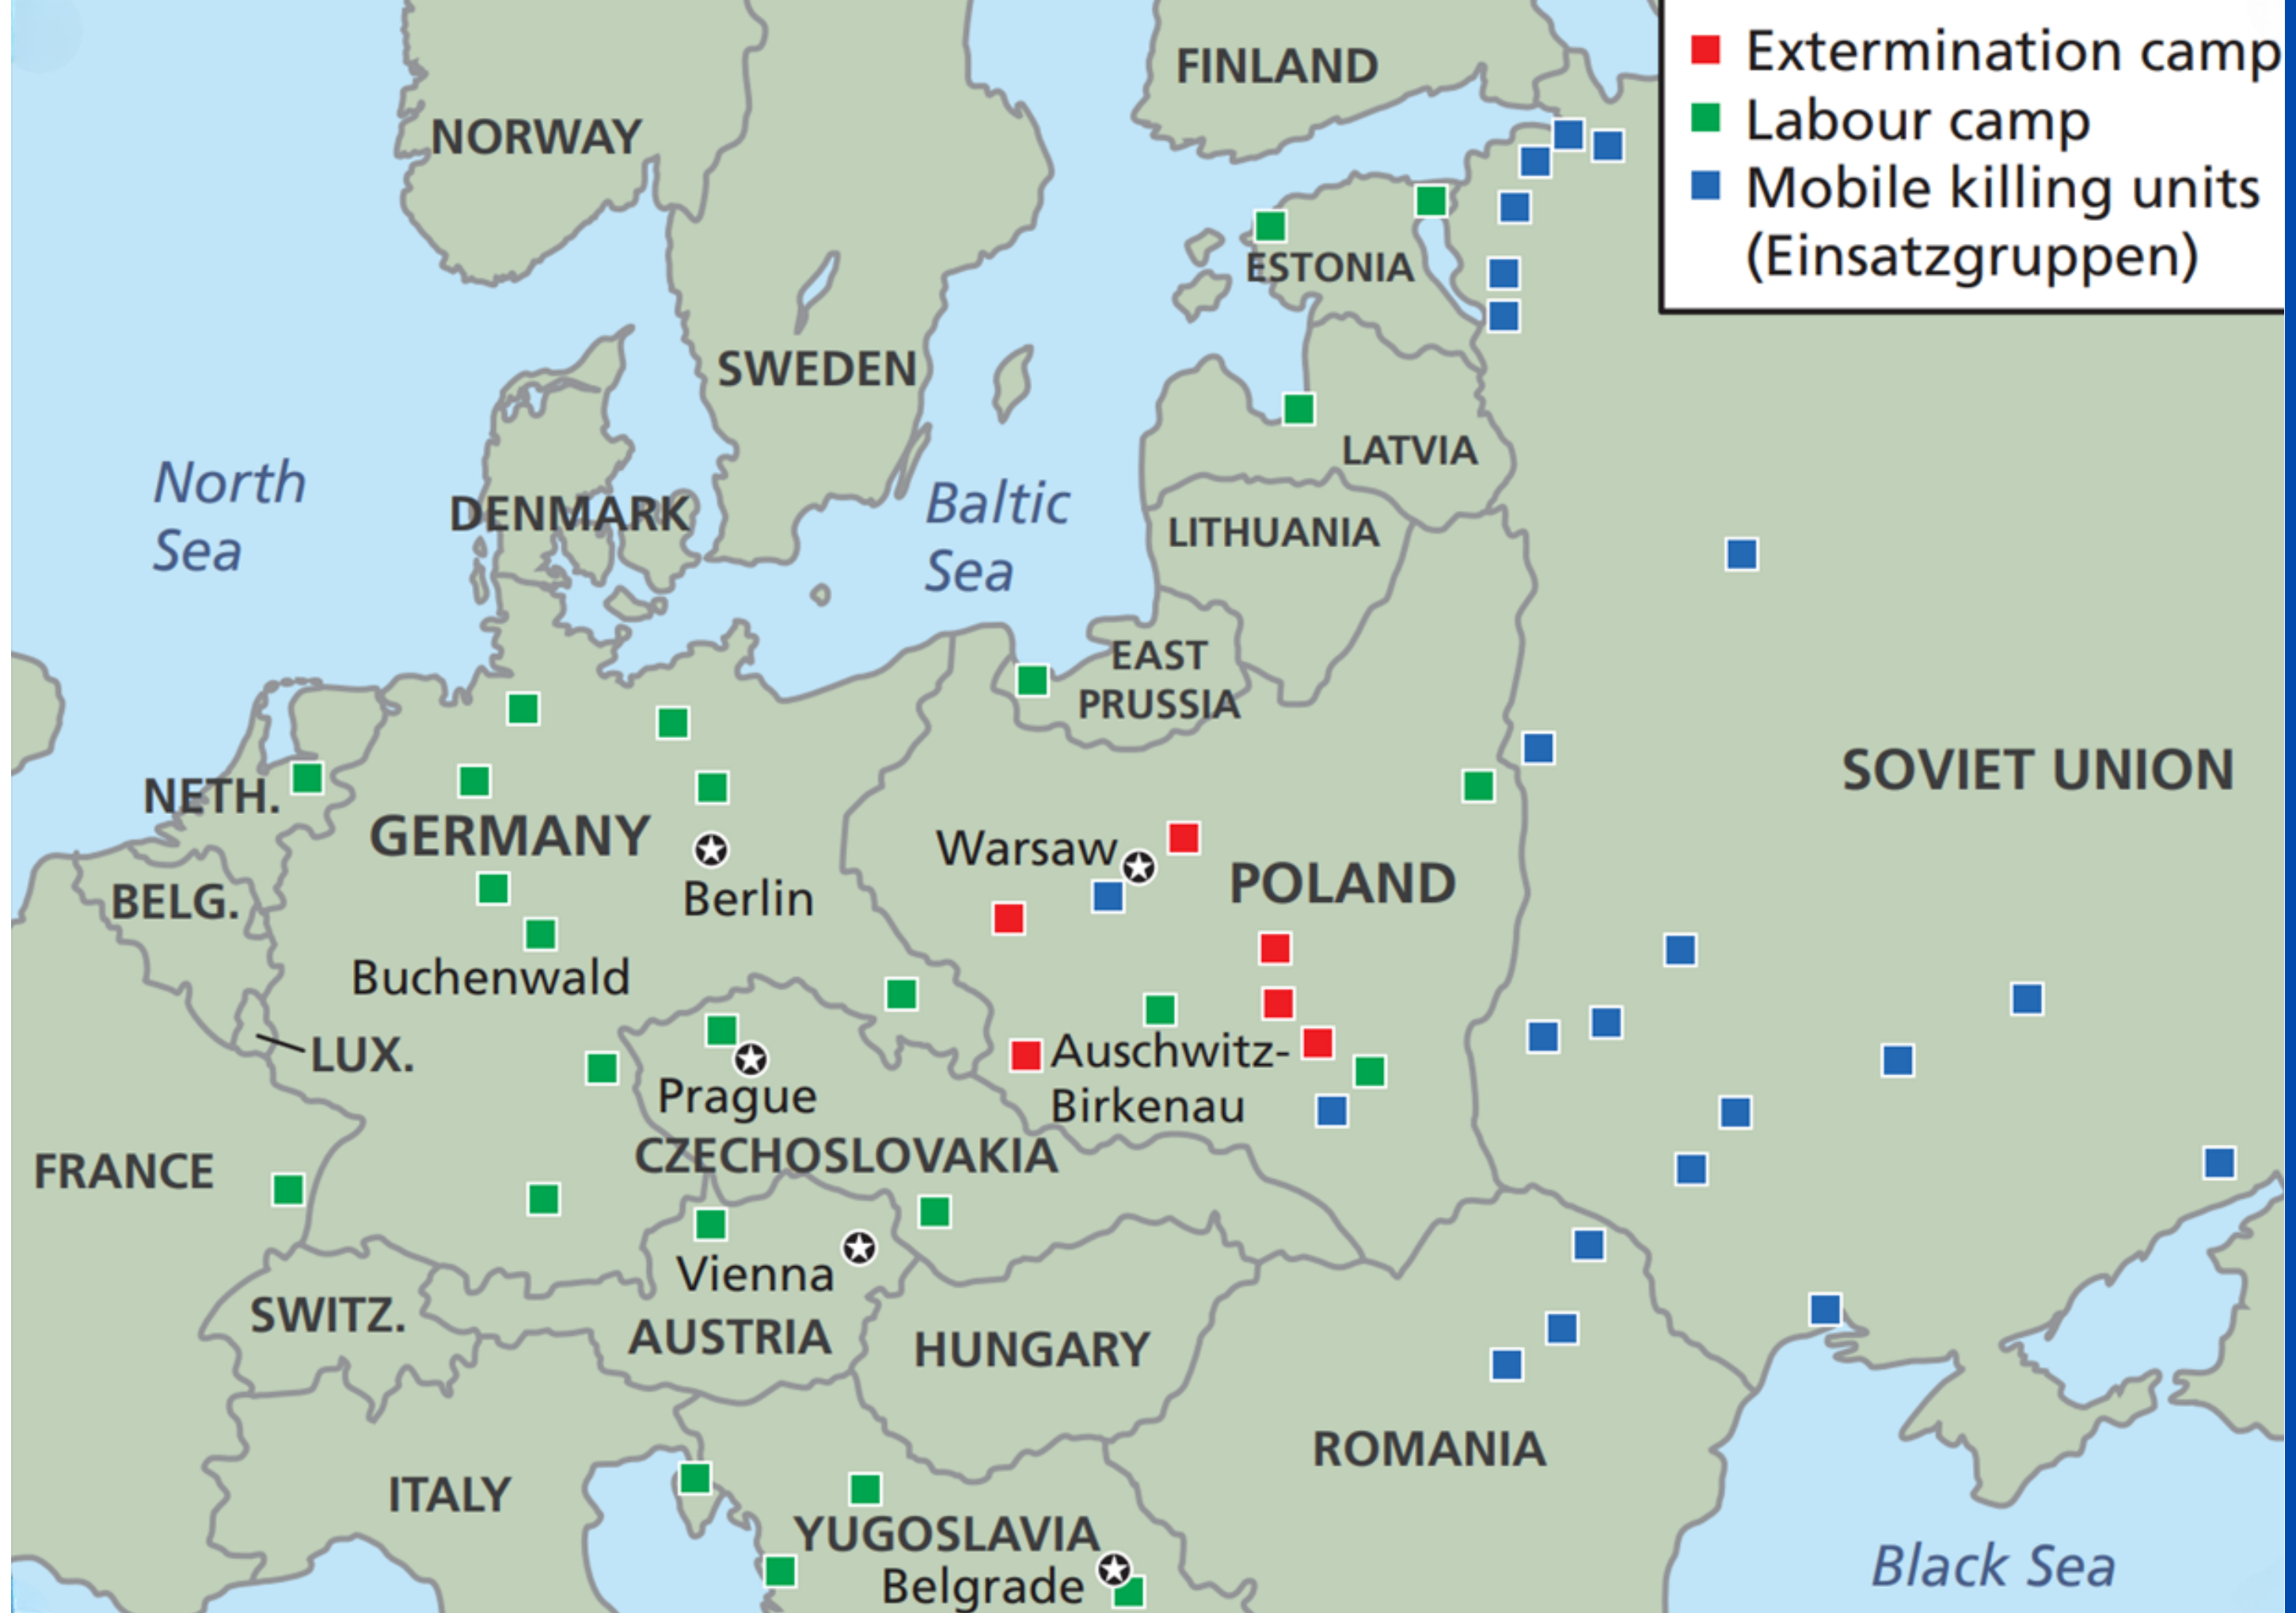 Extermination camp
Labour camp
Mobile killing units
(Einsatzgruppen)
FINLAND
NORWAY
ESTONIA
SWEDEN
LATVIA
North
Sea
DENMARK
Baltic
Sea
LITHUANIA
EAST
PRUSSIA
SOVIET UNION
NETH.
GERMANY
Warsaw
POLAND
Berlin
BELG.
Buchenwald
LUX.
Auschwitz-
Birkenau
Prague
CZECHOSLOVAKIA
FRANCE
Vienna
SWITZ.
AUSTRIA
HUNGARY
ROMANIA
ITALY
YUGOSLAVIA
Belgrade
Black Sea